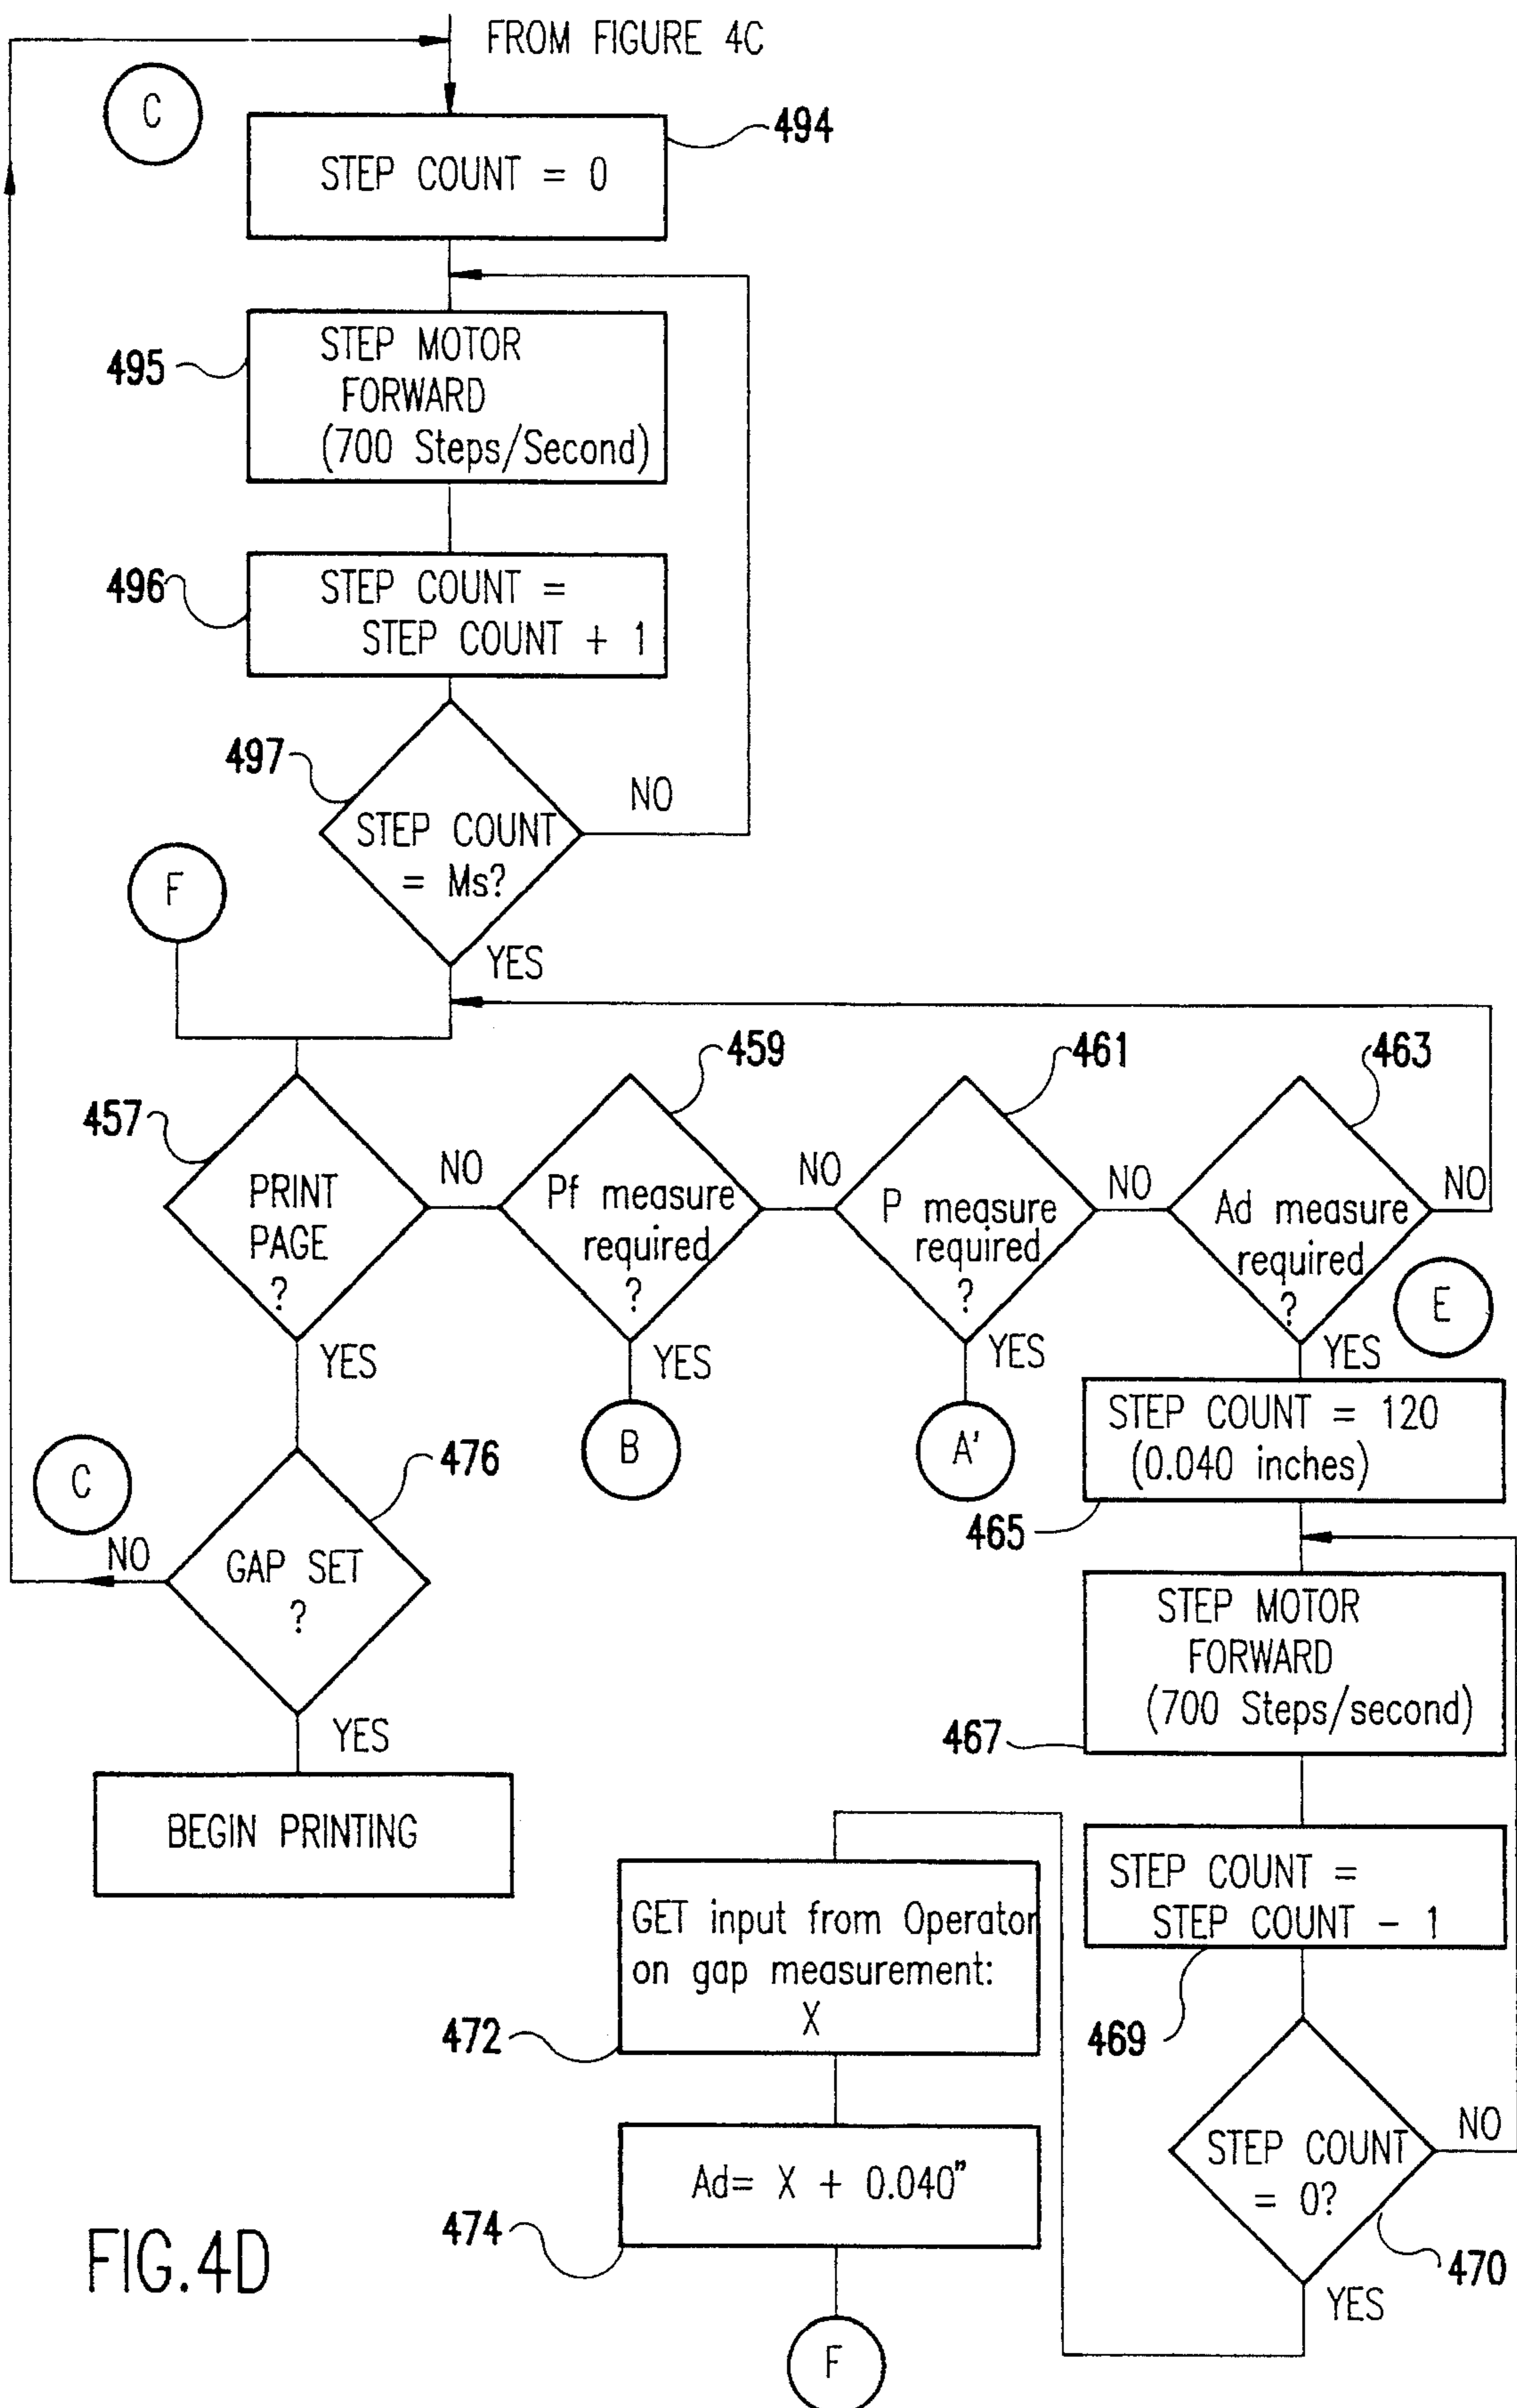 FROM FIGURE 4C
C
494
STEP COUNT = 0
495
STEP MOTOR
FORWARD
(700 Steps/Second)
496
STEP COUNT =
STEP COUNT + 1
497
STEP COUNT
= Ms?
NO
YES
F
457
PRINT
PAGE
?
NO
YES
459
Pf measure
required
?
NO
YES
B
461
P measure
required
?
NO
YES
A'
463
Ad measure
required
?
NO
YES
E
STEP COUNT = 120
(0.040 inches)
465
C
476
GAP SET
?
NO
YES
BEGIN PRINTING
STEP MOTOR
FORWARD
(700 Steps/second)
467
STEP COUNT =
STEP COUNT - 1
469
STEP COUNT
= 0?
NO
470
YES
GET input from Operator
on gap measurement:
X
472
Ad= X + 0.040"
474
F
FIG.4D